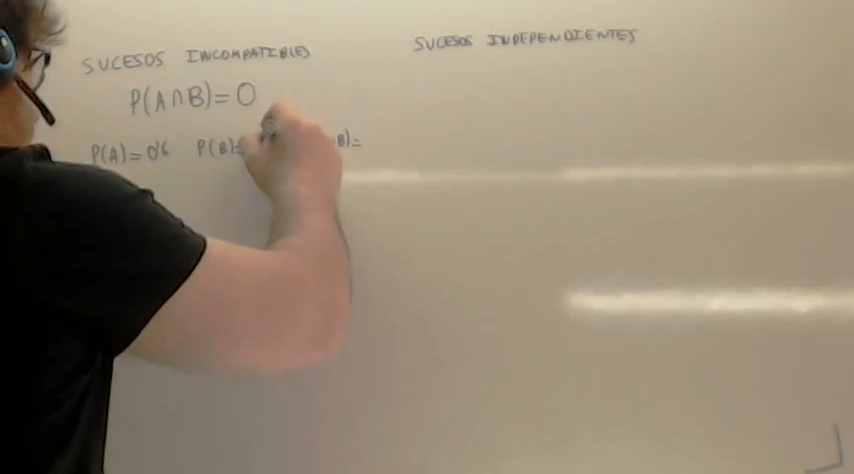 SUCESOS INCOMPATIBLES
SUCESOS INDEPENDIENTES
P(A∩B)=0
P(A)=0'6 P(B)= B)=